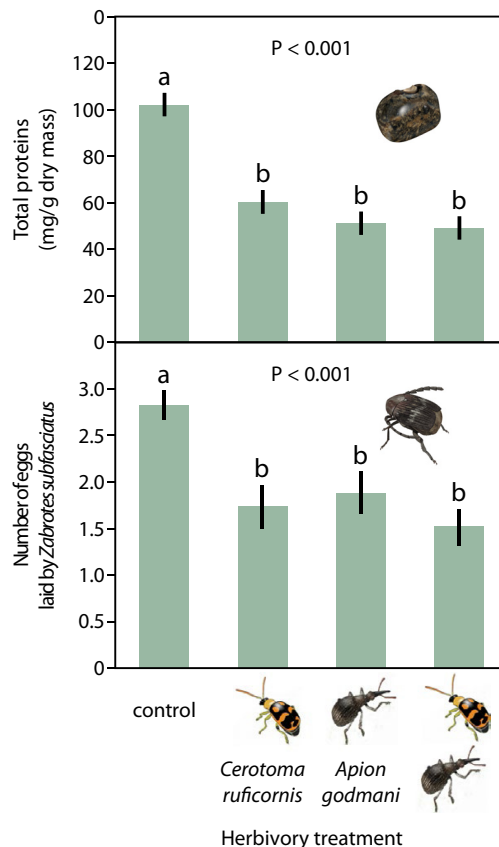 0
120
100
80
60
40
20
0
Total proteins
(mg/g dry mass)
P < 0.001
a
b
b
b
3.0
2.5
2.0
1.5
1.0
0.5
0
Numberofeggs
laid by Zabrotes subfasciatus
P < 0.001
a
b
b
b
control
Cerotoma
ruficornis
Apion
godmani
Herbivory treatment